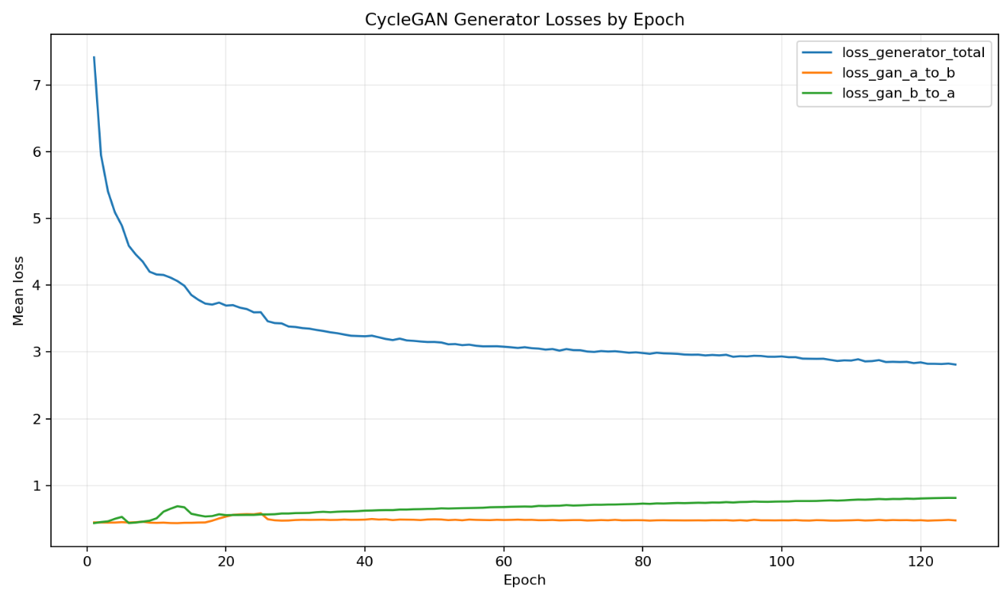 CycleGAN Generator Losses by Epoch
loss_generator_total
loss_gan_a_to_b
loss_gan_b_to_a
7
6
5
4
3
2
1
Mean loss
0 20 40 60 80 100 120
Epoch